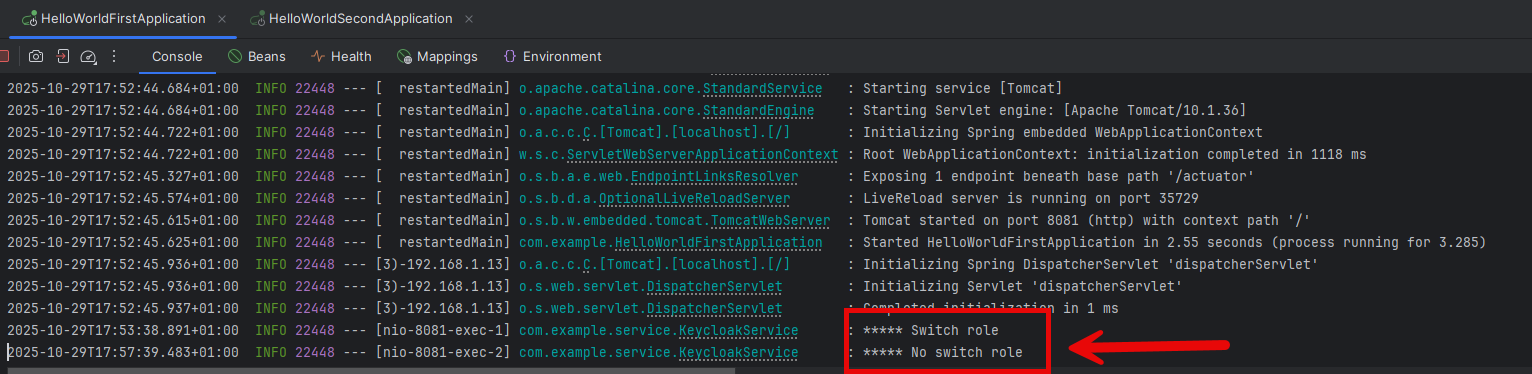 HelloWorldFirstApplication × HelloWorldSecondApplication ×
Console Beans Health Mappings Environment
2025-10-29T17:52:44.684+01:00 INFO 22448 --- [ restartedMain] o.apache.catalina.core.StandardService : Starting service [Tomcat]
2025-10-29T17:52:44.684+01:00 INFO 22448 --- [ restartedMain] o.apache.catalina.core.StandardEngine : Starting Servlet engine: [Apache Tomcat/10.1.36]
2025-10-29T17:52:44.722+01:00 INFO 22448 --- [ restartedMain] o.a.c.c.C.[Tomcat].[localhost].[/] : Initializing Spring embedded WebApplicationContext
2025-10-29T17:52:44.722+01:00 INFO 22448 --- [ restartedMain] w.s.c.ServletWebServerApplicationContext : Root WebApplicationContext: initialization completed in 1118 ms
2025-10-29T17:52:45.327+01:00 INFO 22448 --- [ restartedMain] o.s.b.a.e.web.EndpointLinksResolver : Exposing 1 endpoint beneath base path '/actuator'
2025-10-29T17:52:45.574+01:00 INFO 22448 --- [ restartedMain] o.s.b.d.a.OptionalLiveReloadServer : LiveReload server is running on port 35729
2025-10-29T17:52:45.615+01:00 INFO 22448 --- [ restartedMain] o.s.b.w.embedded.tomcat.TomcatWebServer : Tomcat started on port 8081 (http) with context path '/'
2025-10-29T17:52:45.625+01:00 INFO 22448 --- [ restartedMain] com.example.HelloWorldFirstApplication : Started HelloWorldFirstApplication in 2.55 seconds (process running for 3.285)
2025-10-29T17:52:45.936+01:00 INFO 22448 --- [3)-192.168.1.13] o.a.c.c.C.[Tomcat].[localhost].[/] : Initializing Spring DispatcherServlet 'dispatcherServlet'
2025-10-29T17:52:45.936+01:00 INFO 22448 --- [3)-192.168.1.13] o.s.web.servlet.DispatcherServlet : Initializing Servlet 'dispatcherServlet'
2025-10-29T17:52:45.937+01:00 INFO 22448 --- [3)-192.168.1.13] o.s.web.servlet.DispatcherServlet : Completed initialization in 1 ms
2025-10-29T17:53:38.891+01:00 INFO 22448 --- [nio-8081-exec-1] com.example.service.KeycloakService : ***** Switch role
2025-10-29T17:57:39.483+01:00 INFO 22448 --- [nio-8081-exec-2] com.example.service.KeycloakService : ***** No switch role